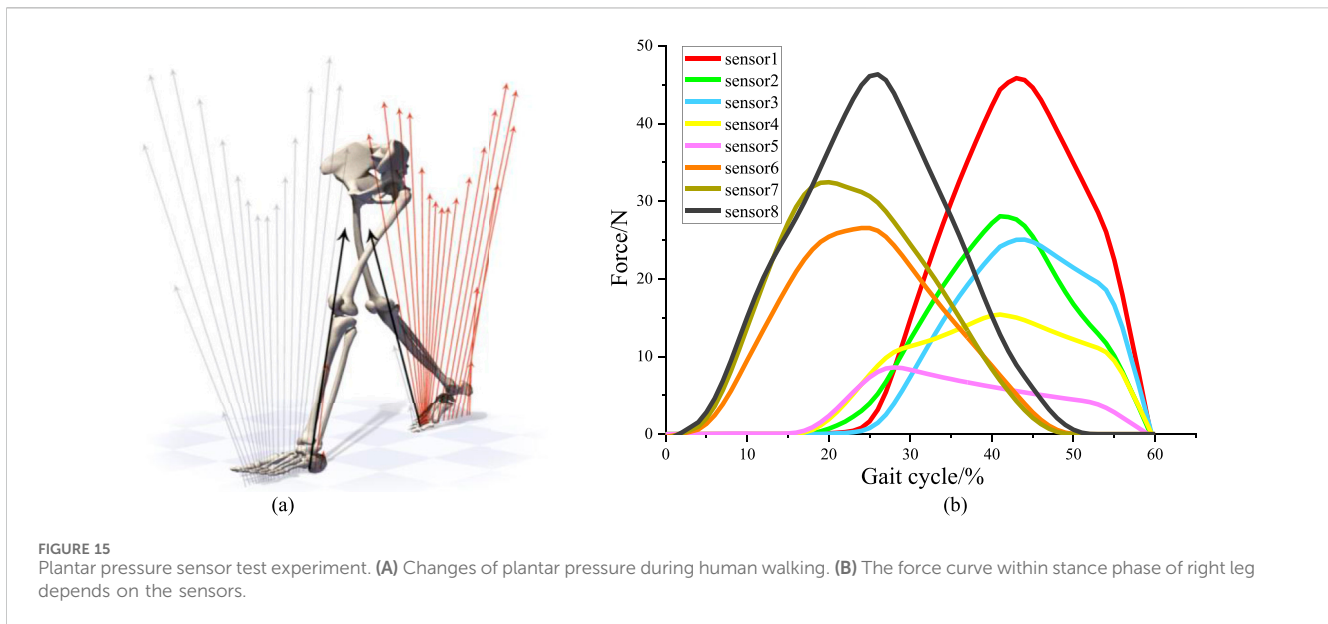 50
40
30
20
10
0
Force/N
sensor1
sensor2
sensor3
sensor4
sensor5
sensor6
sensor7
sensor8
0 10 20 30 40 50 60
Gait cycle/%
(a)
(b)
FIGURE 15
Plantar pressure sensor test experiment. (A) Changes of plantar pressure during human walking. (B) The force curve within stance phase of right leg
depends on the sensors.